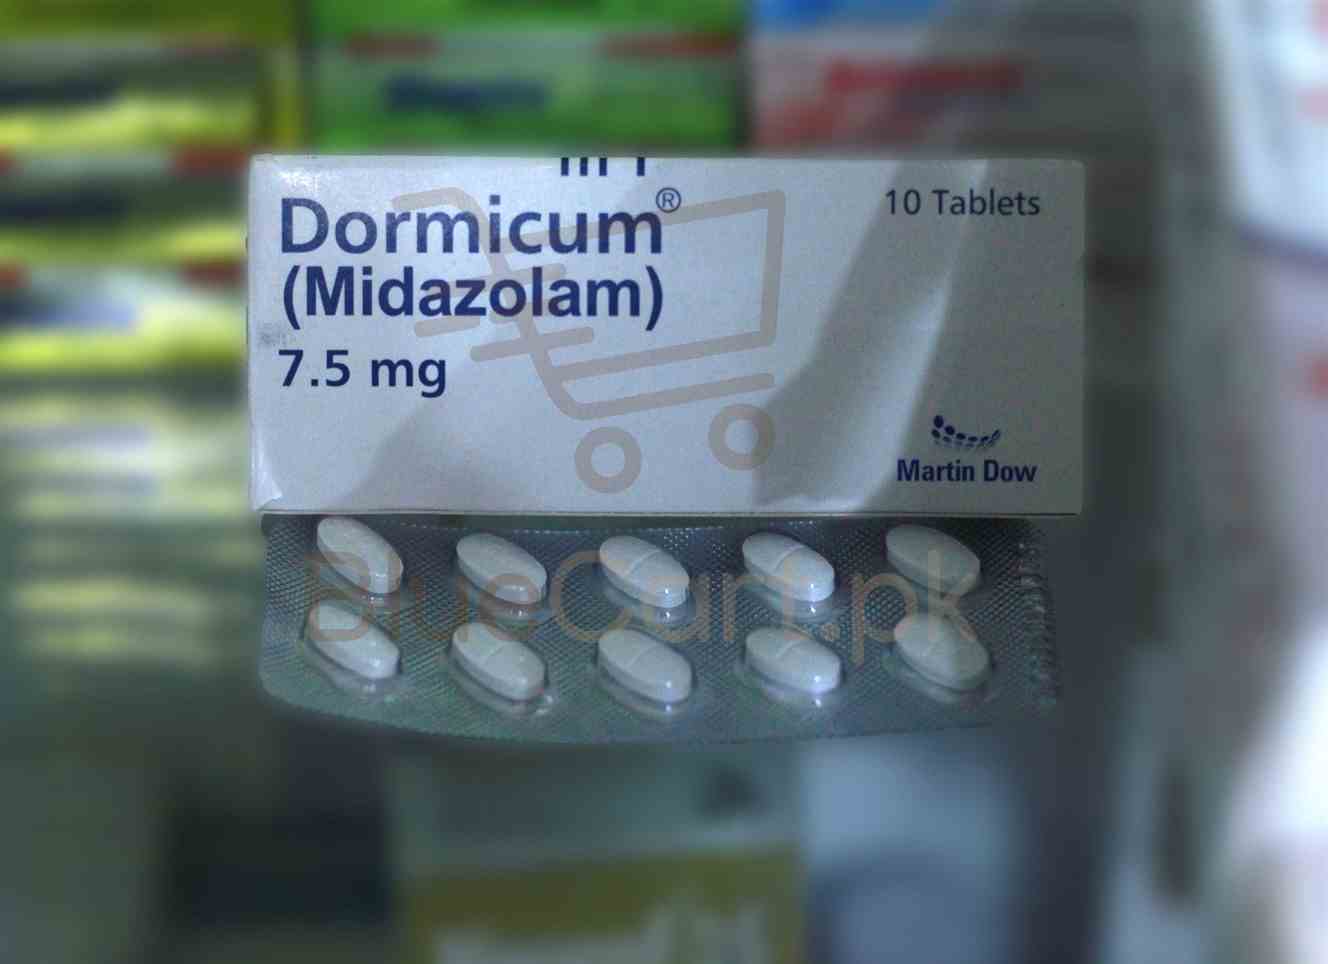 Dormicum®
(Midazolam)
7.5 mg
10 Tablets
Martin Dow
BlueCart.pk